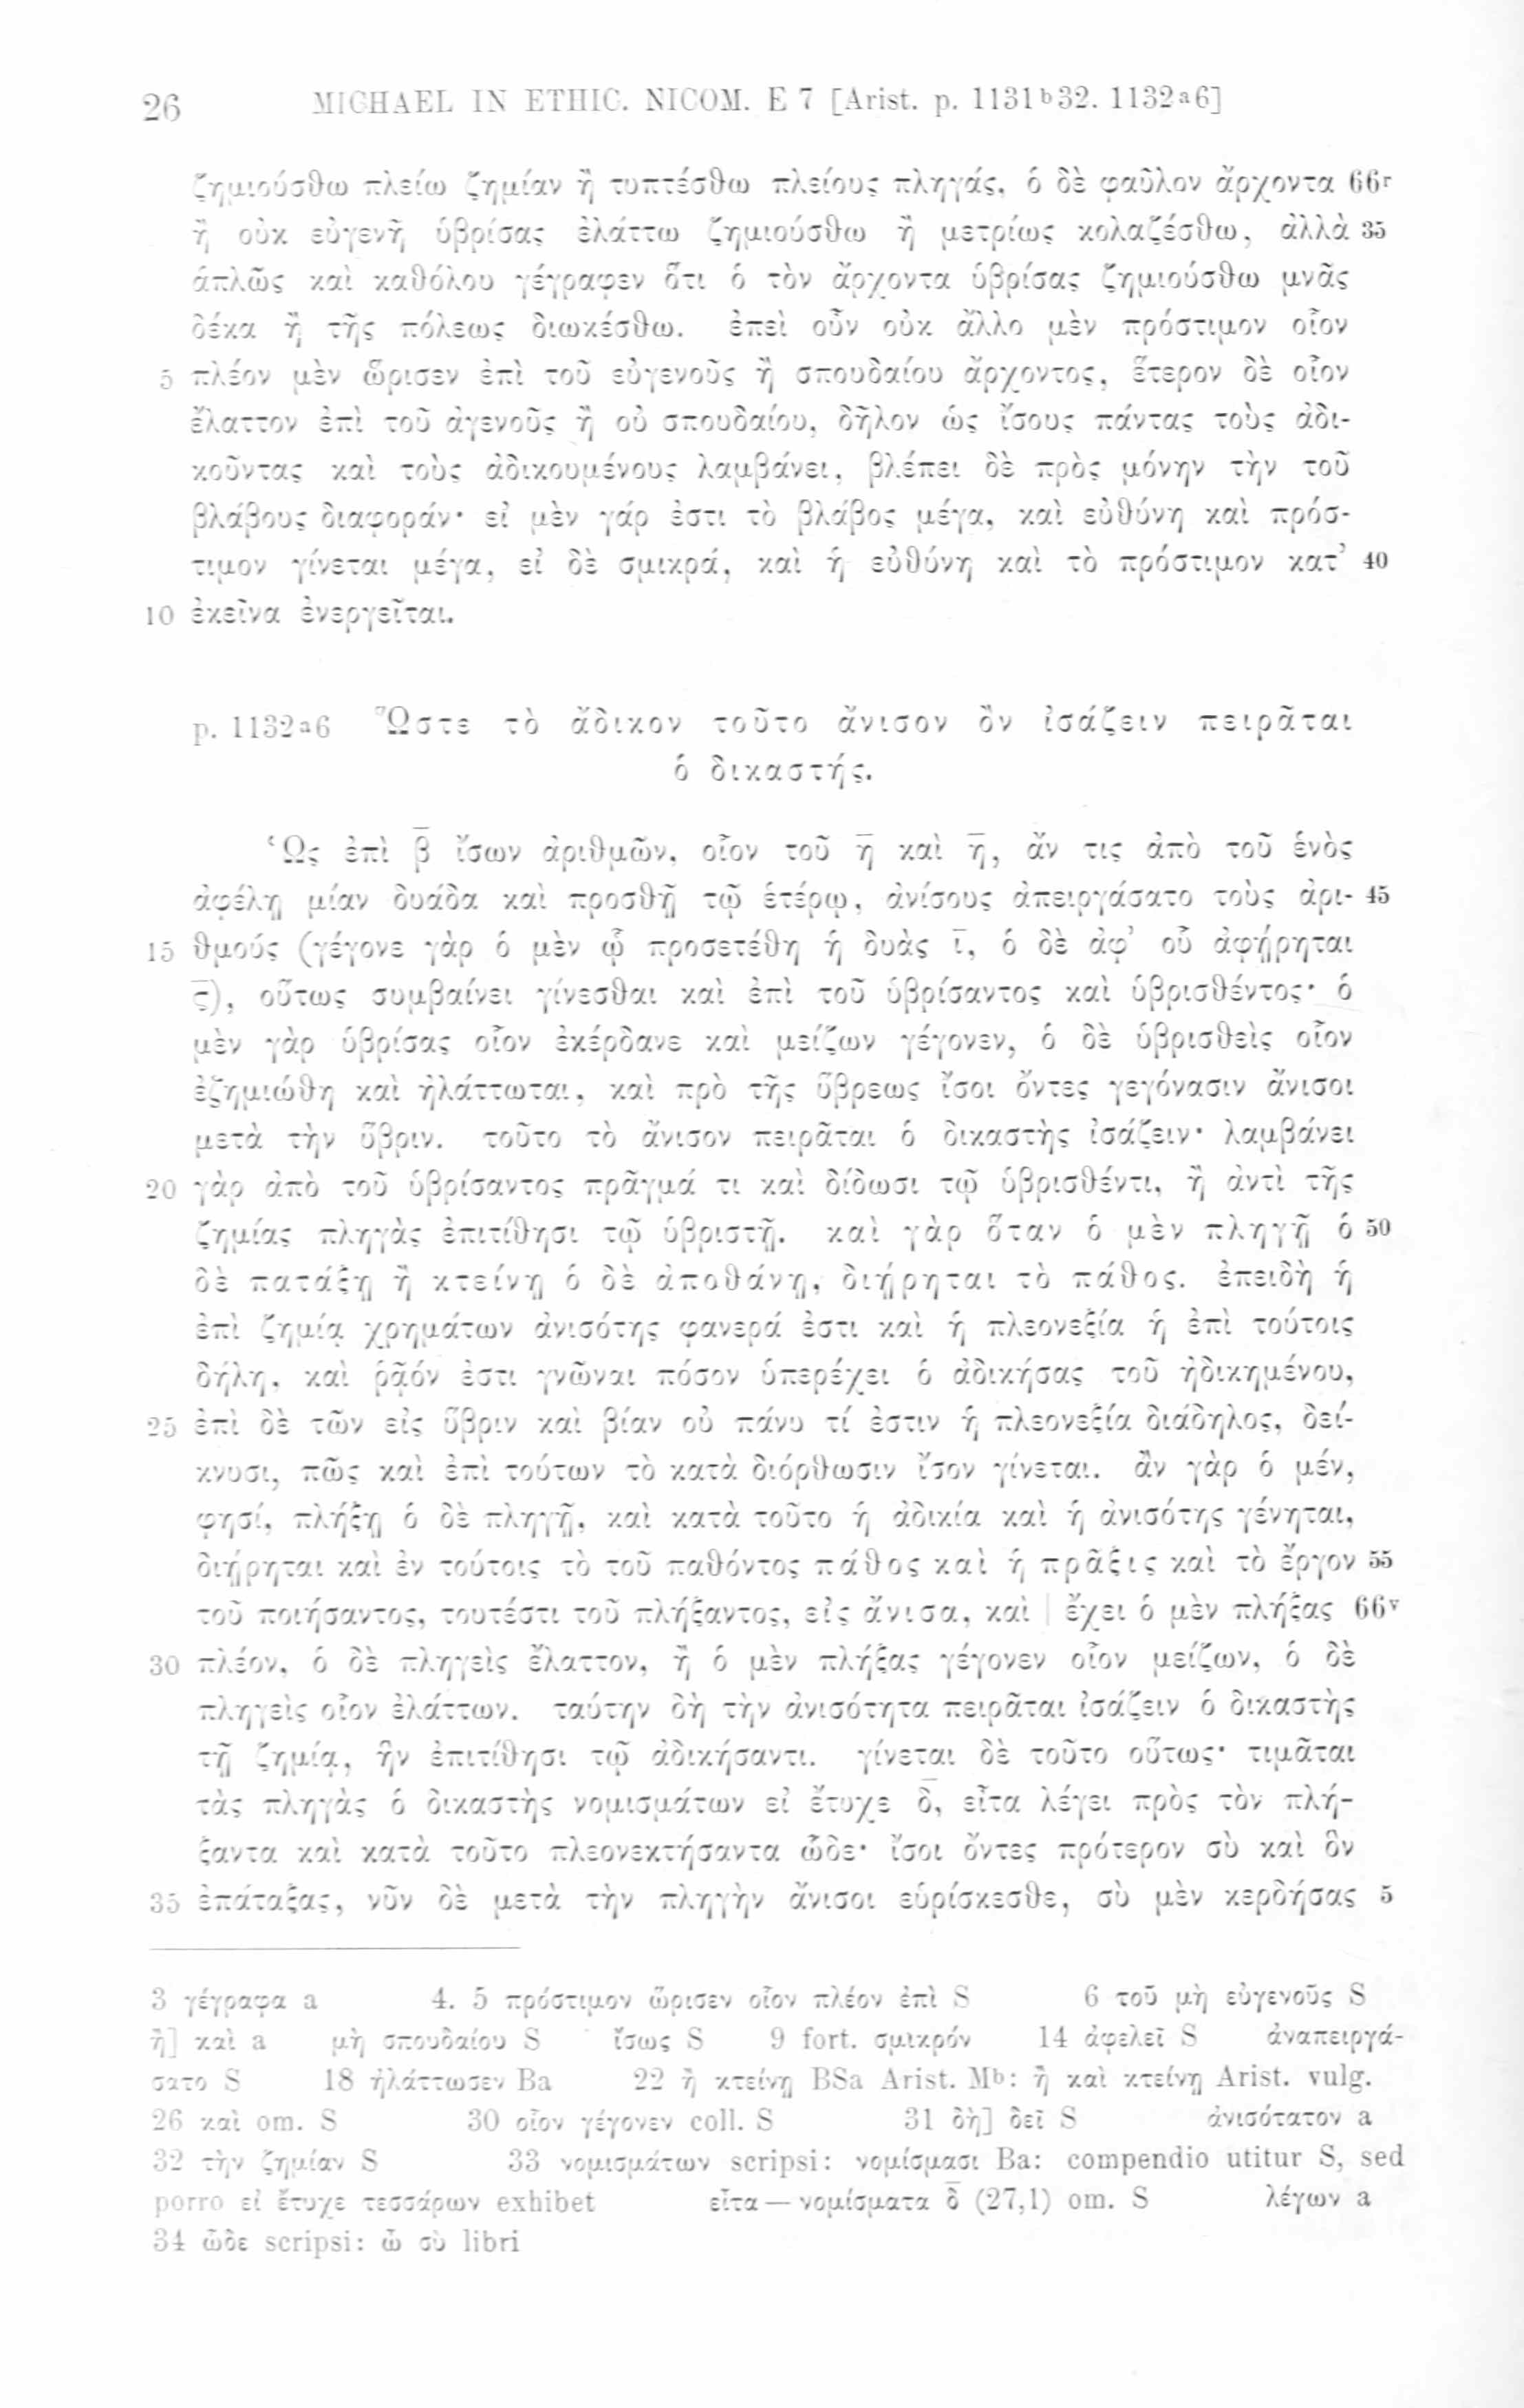 26 MICHAEL IN ETHIC. NICOM. E 7 [Arist. p. 1131b32. 1132a6]
ζημιούσθω πλείω ζημίαν ἢ τυπτέσθω πλείους πληγάς, ὁ δὲ φαῦλον ἄρχοντα 66r
ἢ οὐκ εὐγενῆ ὑβρίσας ἐλάττω ζημιούσθω ἢ μετρίως κολαζέσθω, ἀλλὰ 35
ἁπλῶς καὶ καθόλου γέγραφεν ὅτι ὁ τὸν ἄρχοντα ὑβρίσας ζημιούσθω μνᾶς
δέκα ἢ τῆς πόλεως διωκέσθω. ἐπεὶ οὖν οὐκ ἄλλο μὲν πρόστιμον οἷον
5 πλέον μὲν ὥρισεν ἐπὶ τοῦ εὐγενοῦς ἢ σπουδαίου ἄρχοντος, ἕτερον δὲ οἷον
ἔλαττον ἐπὶ τοῦ ἀγενοῦς ἢ οὐ σπουδαίου, δῆλον ὡς ἴσους πάντας τοὺς ἀδι-
κοῦντας καὶ τοὺς ἀδικουμένους λαμβάνει, βλέπει δὲ πρὸς μόνην τὴν τοῦ
βλάβους διαφοράν· εἰ μὲν γάρ ἐστι τὸ βλάβος μέγα, καὶ εὐθύνη καὶ πρόσ-
τιμον γίνεται μέγα, εἰ δὲ σμικρά, καὶ ἡ εὐθύνη καὶ τὸ πρόστιμον κατ’ 40
10 ἐκεῖνα ἐνεργεῖται.
p. 1132a6 Ὥστε τὸ ἄδικον τοῦτο ἄνισον ὂν ἰσάζειν πειρᾶται
ὁ δικαστής.
Ὡς ἐπὶ β̅ ἴσων ἀριθμῶν, οἷον τοῦ η̅ καὶ η̅, ἄν τις ἀπὸ τοῦ ἑνὸς
ἀφέλῃ μίαν δυάδα καὶ προσθῇ τῷ ἑτέρῳ, ἀνίσους ἀπειργάσατο τοὺς ἀρι- 45
15 θμούς (γέγονε γὰρ ὁ μὲν ᾧ προσετέθη ἡ δυὰς ι̅, ὁ δὲ ἀφ’ οὗ ἀφῄρηται
ς̅), οὕτως συμβαίνει γίνεσθαι καὶ ἐπὶ τοῦ ὑβρίσαντος καὶ ὑβρισθέντος· ὁ
μὲν γὰρ ὑβρίσας οἷον ἐκέρδανε καὶ μείζων γέγονεν, ὁ δὲ ὑβρισθεὶς οἷον
ἐζημιώθη καὶ ἠλάττωται, καὶ πρὸ τῆς ὕβρεως ἴσοι ὄντες γεγόνασιν ἄνισοι
μετὰ τὴν ὕβριν. τοῦτο τὸ ἄνισον πειρᾶται ὁ δικαστὴς ἰσάζειν· λαμβάνει
20 γὰρ ἀπὸ τοῦ ὑβρίσαντος πρᾶγμά τι καὶ δίδωσι τῷ ὑβρισθέντι, ἢ ἀντὶ τῆς
ζημίας πληγὰς ἐπιτίθησι τῷ ὑβριστῇ. καὶ γὰρ ὅταν ὁ μὲν πληγῇ ὁ 50
δὲ πατάξῃ ἢ κτείνῃ ὁ δὲ ἀποθάνῃ, διῄρηται τὸ πάθος. ἐπειδὴ ἡ
ἐπὶ ζημίᾳ χρημάτων ἀνισότης φανερά ἐστι καὶ ἡ πλεονεξία ἡ ἐπὶ τούτοις
δήλη, καὶ ῥᾷόν ἐστι γνῶναι πόσον ὑπερέχει ὁ ἀδικήσας τοῦ ἠδικημένου,
25 ἐπὶ δὲ τῶν εἰς ὕβριν καὶ βίαν οὐ πάνυ τί ἐστιν ἡ πλεονεξία διάδηλος, δεί-
κνυσι, πῶς καὶ ἐπὶ τούτων τὸ κατὰ διόρθωσιν ἴσον γίνεται. ἂν γὰρ ὁ μέν,
φησί, πλήξῃ ὁ δὲ πληγῇ, καὶ κατὰ τοῦτο ἡ ἀδικία καὶ ἡ ἀνισότης γένηται,
διῄρηται καὶ ἐν τούτοις τὸ τοῦ παθόντος πάθος καὶ ἡ πρᾶξις καὶ τὸ ἔργον 55
τοῦ ποιήσαντος, τουτέστι τοῦ πλήξαντος, εἰς ἄνισα, καὶ | ἔχει ὁ μὲν πλήξας 66v
30 πλέον, ὁ δὲ πληγεὶς ἔλαττον, ἢ ὁ μὲν πλήξας γέγονεν οἷον μείζων, ὁ δὲ
πληγεὶς οἷον ἐλάττων. ταύτην δὴ τὴν ἀνισότητα πειρᾶται ἰσάζειν ὁ δικαστὴς
τῇ ζημίᾳ, ἣν ἐπιτίθησι τῷ ἀδικήσαντι. γίνεται δὲ τοῦτο οὕτως· τιμᾶται
τὰς πληγὰς ὁ δικαστὴς νομισμάτων εἰ ἔτυχε δ̅, εἶτα λέγει πρὸς τὸν πλή-
ξαντα καὶ κατὰ τοῦτο πλεονεκτήσαντα ὧδε· ἴσοι ὄντες πρότερον σὺ καὶ ὃν
35 ἐπάταξας, νῦν δὲ μετὰ τὴν πληγὴν ἄνισοι εὑρίσκεσθε, σὺ μὲν κερδήσας 5
3 γέγραφα a 4. 5 πρόστιμον ὥρισεν οἷον πλέον ἐπὶ S 6 τοῦ μὴ εὐγενοῦς S
ἢ] καὶ a μὴ σπουδαίου S ἴσως S 9 fort. σμικρόν 14 ἀφελεῖ S ἀναπειργά-
σατο S 18 ἠλάττωσεν Ba 22 ἢ κτείνῃ BSa Arist. Mb: ἢ καὶ κτείνῃ Arist. vulg.
26 καὶ om. S 30 οἷον γέγονεν coll. S 31 δὴ] δεῖ S ἀνισότατον a
32 τὴν ζημίαν S 33 νομισμάτων scripsi: νομίσμασι Ba: compendio utitur S, sed
porro εἰ ἔτυχε τεσσάρων exhibet εἶτα — νομίσματα δ̅ (27,1) om. S λέγων a
34 ὧδε scripsi: ὦ σὺ libri